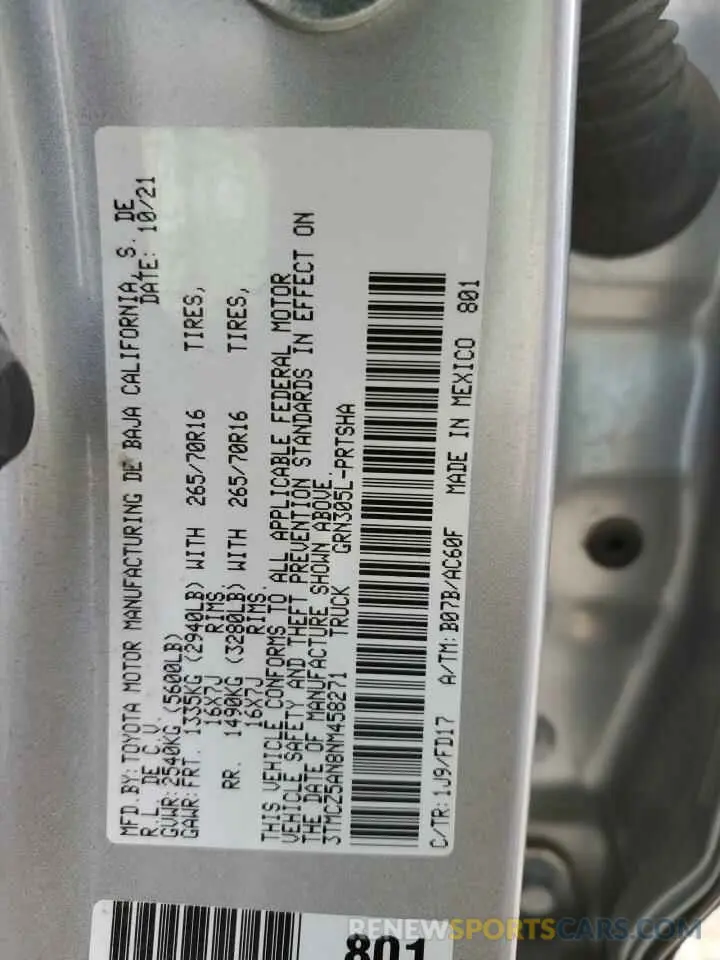 MFD.BY:TOYOTA MOTOR MANUFACTURING DE BAJA CALIFORNIA, S. DE
R.L. DE C.V. DATE: 10/21
GVWR:2540KG (5600LB)
GAWR:FRT. 1335KG (2940LB) WITH 265/70R16 TIRES,
16X7J RIMS.
RR. 1490KG (3280LB) WITH 265/70R16 TIRES,
16X7J RIMS.
THIS VEHICLE CONFORMS TO ALL APPLICABLE FEDERAL MOTOR
VEHICLE SAFETY AND THEFT PREVENTION STANDARDS IN EFFECT ON
THE DATE OF MANUFACTURE SHOWN ABOVE.
3TMCZ5AN8NM458271 TRUCK GRN305L-PRTSHA
C/TR:1J9/FD17 A/TM:B07B/AC60F MADE IN MEXICO 801
801
RENEWSPORTSCARS.COM